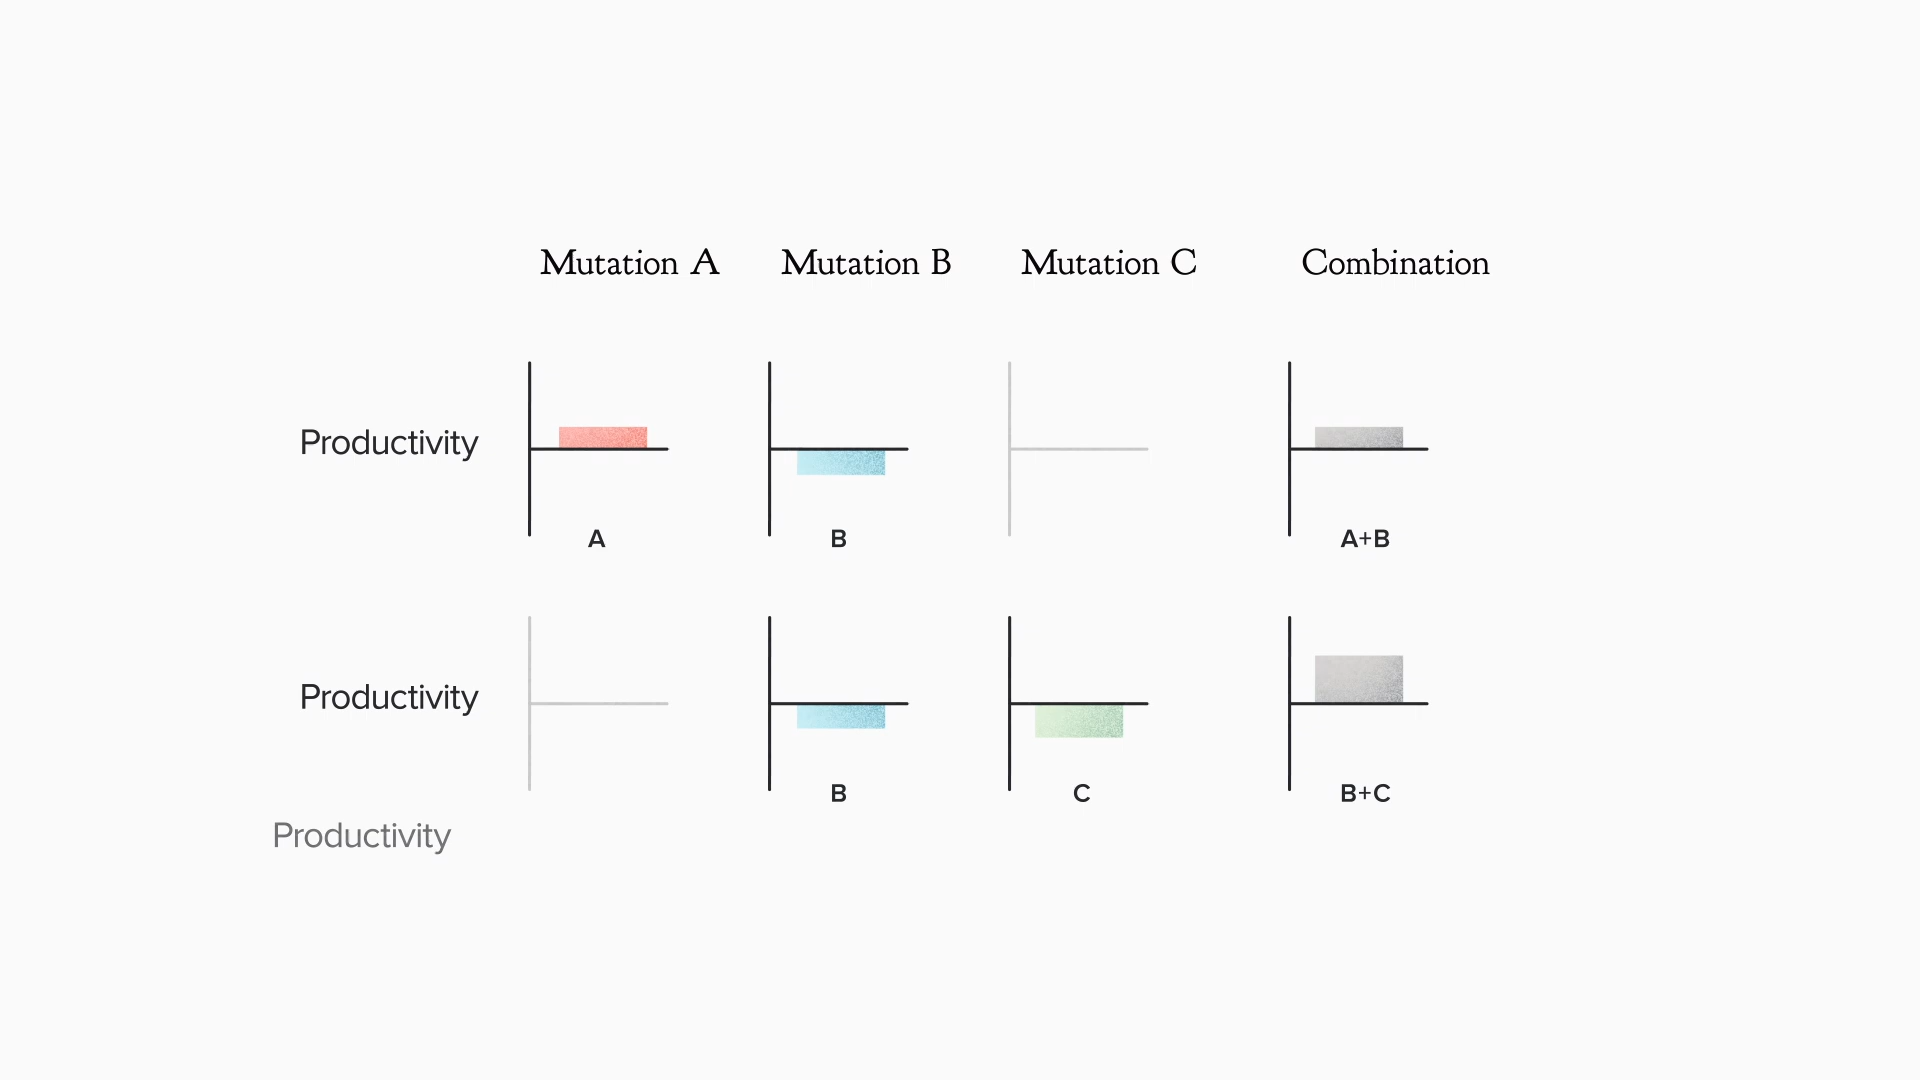 Mutation A Mutation B Mutation C Combination
Productivity
A B A+B
Productivity
B C B+C
Productivity